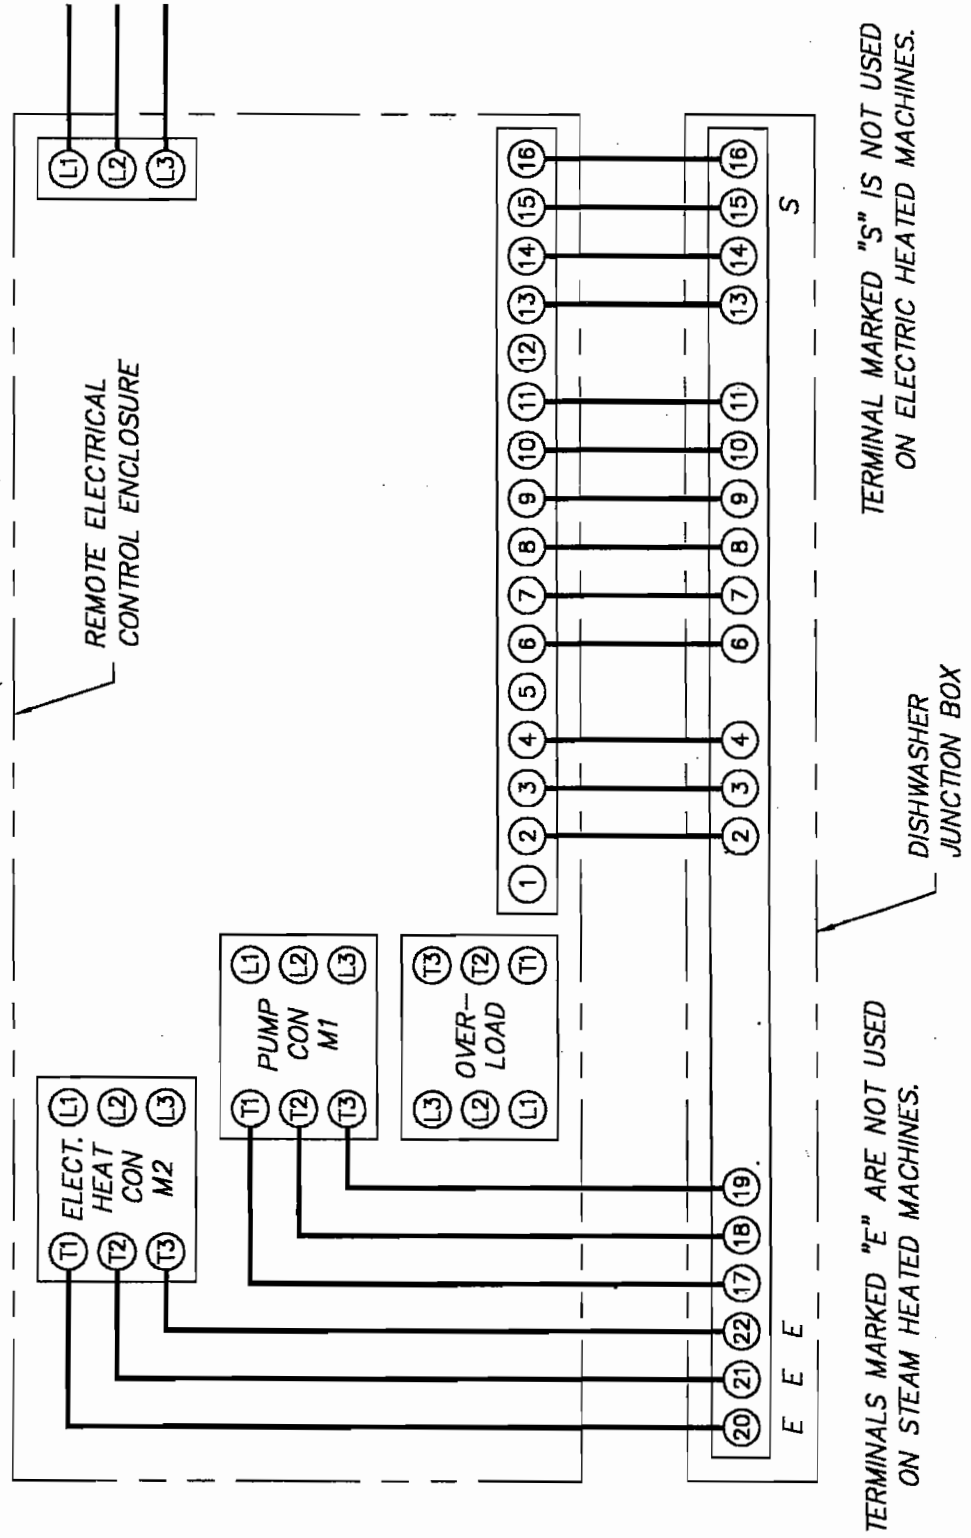 T1 ELECT. L1
HEAT
T2 CON L2
T3 M2 L3
REMOTE ELECTRICAL
CONTROL ENCLOSURE
L1
L2
L3
T1 PUMP L1
T2 CON L2
T3 M1 L3
L3 OVER- T3
L2 LOAD T2
L1 T1
1 2 3 4 5 6 7 8 9 10 11 12 13 14 15 16
20 21 22 17 18 19 2 3 4 6 7 8 9 10 11 13 14 15 16
E E E S
TERMINALS MARKED "E" ARE NOT USED
ON STEAM HEATED MACHINES.
DISHWASHER
JUNCTION BOX
TERMINAL MARKED "S" IS NOT USED
ON ELECTRIC HEATED MACHINES.